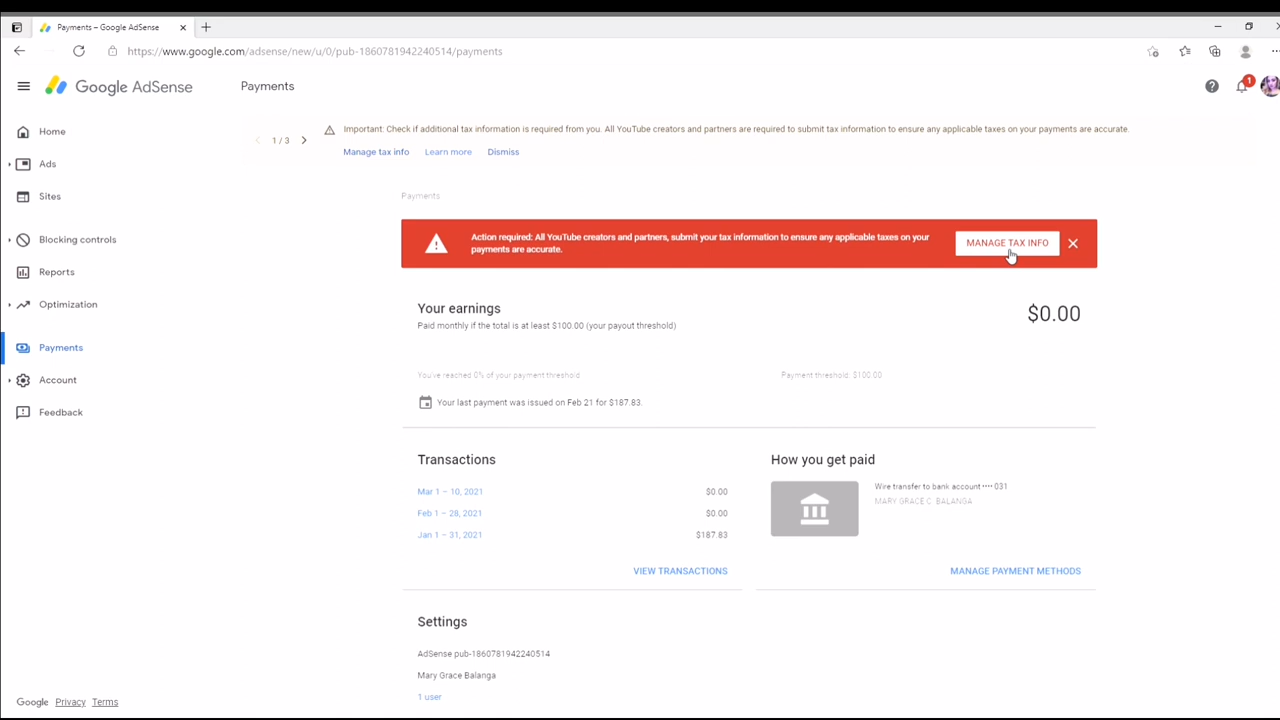 Payments – Google AdSense
https://www.google.com/adsense/new/u/0/pub-1860781942240514/payments
Google AdSense
Payments
1
Home
Ads
Sites
Blocking controls
Reports
Optimization
Payments
Account
Feedback
1 / 3
Important: Check if additional tax information is required from you. All YouTube creators and partners are required to submit tax information to ensure any applicable taxes on your payments are accurate.
Manage tax info Learn more Dismiss
Payments
Action required: All YouTube creators and partners, submit your tax information to ensure any applicable taxes on your
payments are accurate.
MANAGE TAX INFO
Your earnings
$0.00
Paid monthly if the total is at least $100.00 (your payout threshold)
You've reached 0% of your payment threshold
Payment threshold: $100.00
Your last payment was issued on Feb 21 for $187.83.
Transactions
Mar 1 – 10, 2021 $0.00
Feb 1 – 28, 2021 $0.00
Jan 1 – 31, 2021 $187.83
VIEW TRANSACTIONS
How you get paid
Wire transfer to bank account •••• 031
MARY GRACE C. BALANGA
MANAGE PAYMENT METHODS
Settings
AdSense pub-1860781942240514
Mary Grace Balanga
1 user
Google Privacy Terms